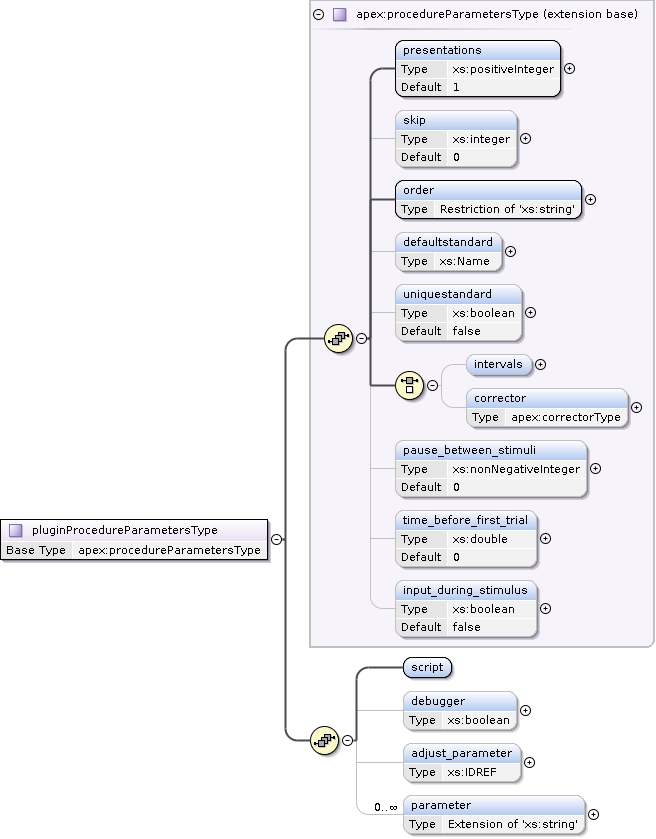 apex:procedureParametersType (extension base)
presentations
Type xs:positiveInteger
Default 1
skip
Type xs:integer
Default 0
order
Type Restriction of 'xs:string'
defaultstandard
Type xs:Name
uniquestandard
Type xs:boolean
Default false
intervals
corrector
Type apex:correctorType
pause_between_stimuli
Type xs:nonNegativeInteger
Default 0
time_before_first_trial
Type xs:double
Default 0
input_during_stimulus
Type xs:boolean
Default false
pluginProcedureParametersType
Base Type apex:procedureParametersType
script
debugger
Type xs:boolean
adjust_parameter
Type xs:IDREF
0..∞
parameter
Type Extension of 'xs:string'